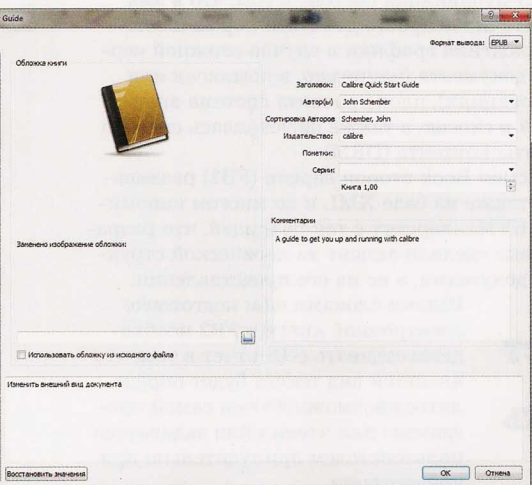 Guide
Формат вывода: EPUB
Обложка книги
Заголовок: Calibre Quick Start Guide
Автор(ы) John Schember
Сортировка Авторов Schember, John
Издательство: calibre
Пометки:
Серии:
Книга 1,00
Комментарии
A guide to get you up and running with calibre
Заменено изображение обложки:
Использовать обложку из исходного файла
Изменить внешний вид документа
Восстановить значения
OK
Отмена